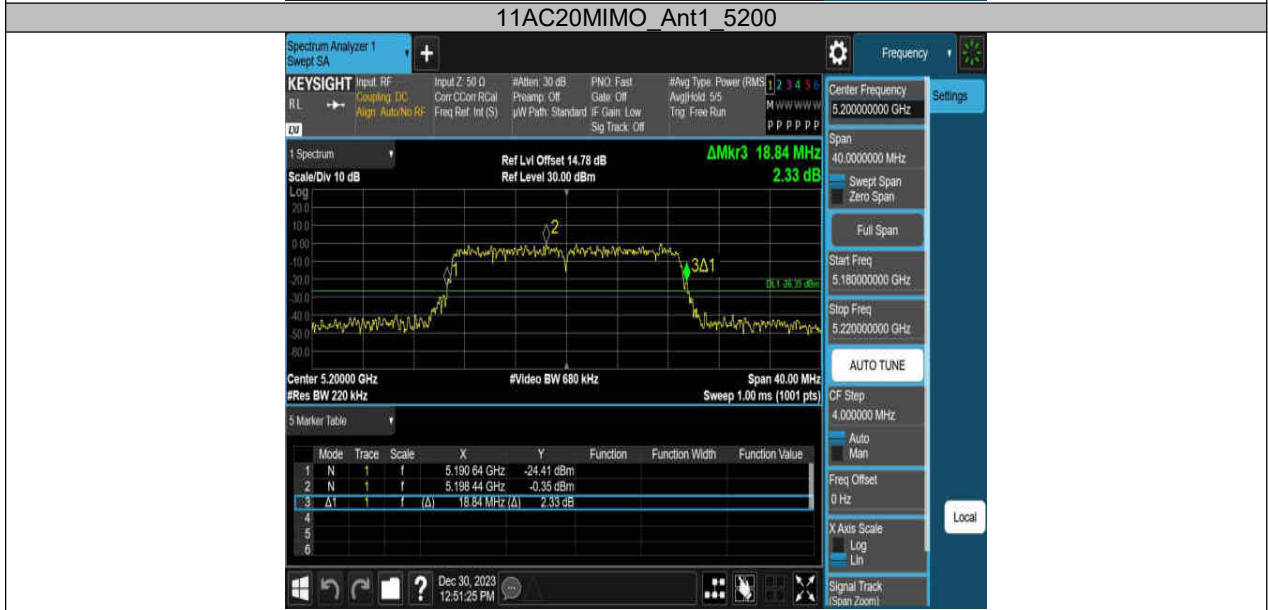 11AC20MIMO_Ant1_5200
Spectrum Analyzer 1
Swept SA
+
Frequency
KEYSIGHT
RL
LXI
Input: RF
Coupling: DC
Align: Auto/No RF
Input Z: 50 Ω
Corr CCorr RCal
Freq Ref: Int (S)
#Atten: 30 dB
Preamp: Off
µW Path: Standard
PNO: Fast
Gate: Off
IF Gain: Low
Sig Track: Off
#Avg Type: Power (RMS
Avg|Hold: 5/5
Trig: Free Run
1 2 3 4 5 6
M W W W W W
P P P P P P
1 Spectrum
Scale/Div 10 dB
Ref Lvl Offset 14.78 dB
Ref Level 30.00 dBm
ΔMkr3 18.84 MHz
2.33 dB
Log
20.0
10.0
0.00
-10.0
-20.0
-30.0
-40.0
-50.0
-60.0
1
2
3Δ1
DL1 -26.35 dBm
Center 5.20000 GHz
#Video BW 680 kHz
Span 40.00 MHz
#Res BW 220 kHz
Sweep 1.00 ms (1001 pts)
5 Marker Table
Mode Trace Scale X Y Function Function Width Function Value
1 N 1 f 5.190 64 GHz -24.41 dBm
2 N 1 f 5.198 44 GHz -0.35 dBm
3 Δ1 1 f (Δ) 18.84 MHz (Δ) 2.33 dB
4
5
6
Center Frequency
5.200000000 GHz
Settings
Span
40.0000000 MHz
Swept Span
Zero Span
Full Span
Start Freq
5.180000000 GHz
Stop Freq
5.220000000 GHz
AUTO TUNE
CF Step
4.000000 MHz
Auto
Man
Freq Offset
0 Hz
X Axis Scale
Log
Lin
Local
Signal Track
(Span Zoom)
?
Dec 30, 2023
12:51:25 PM